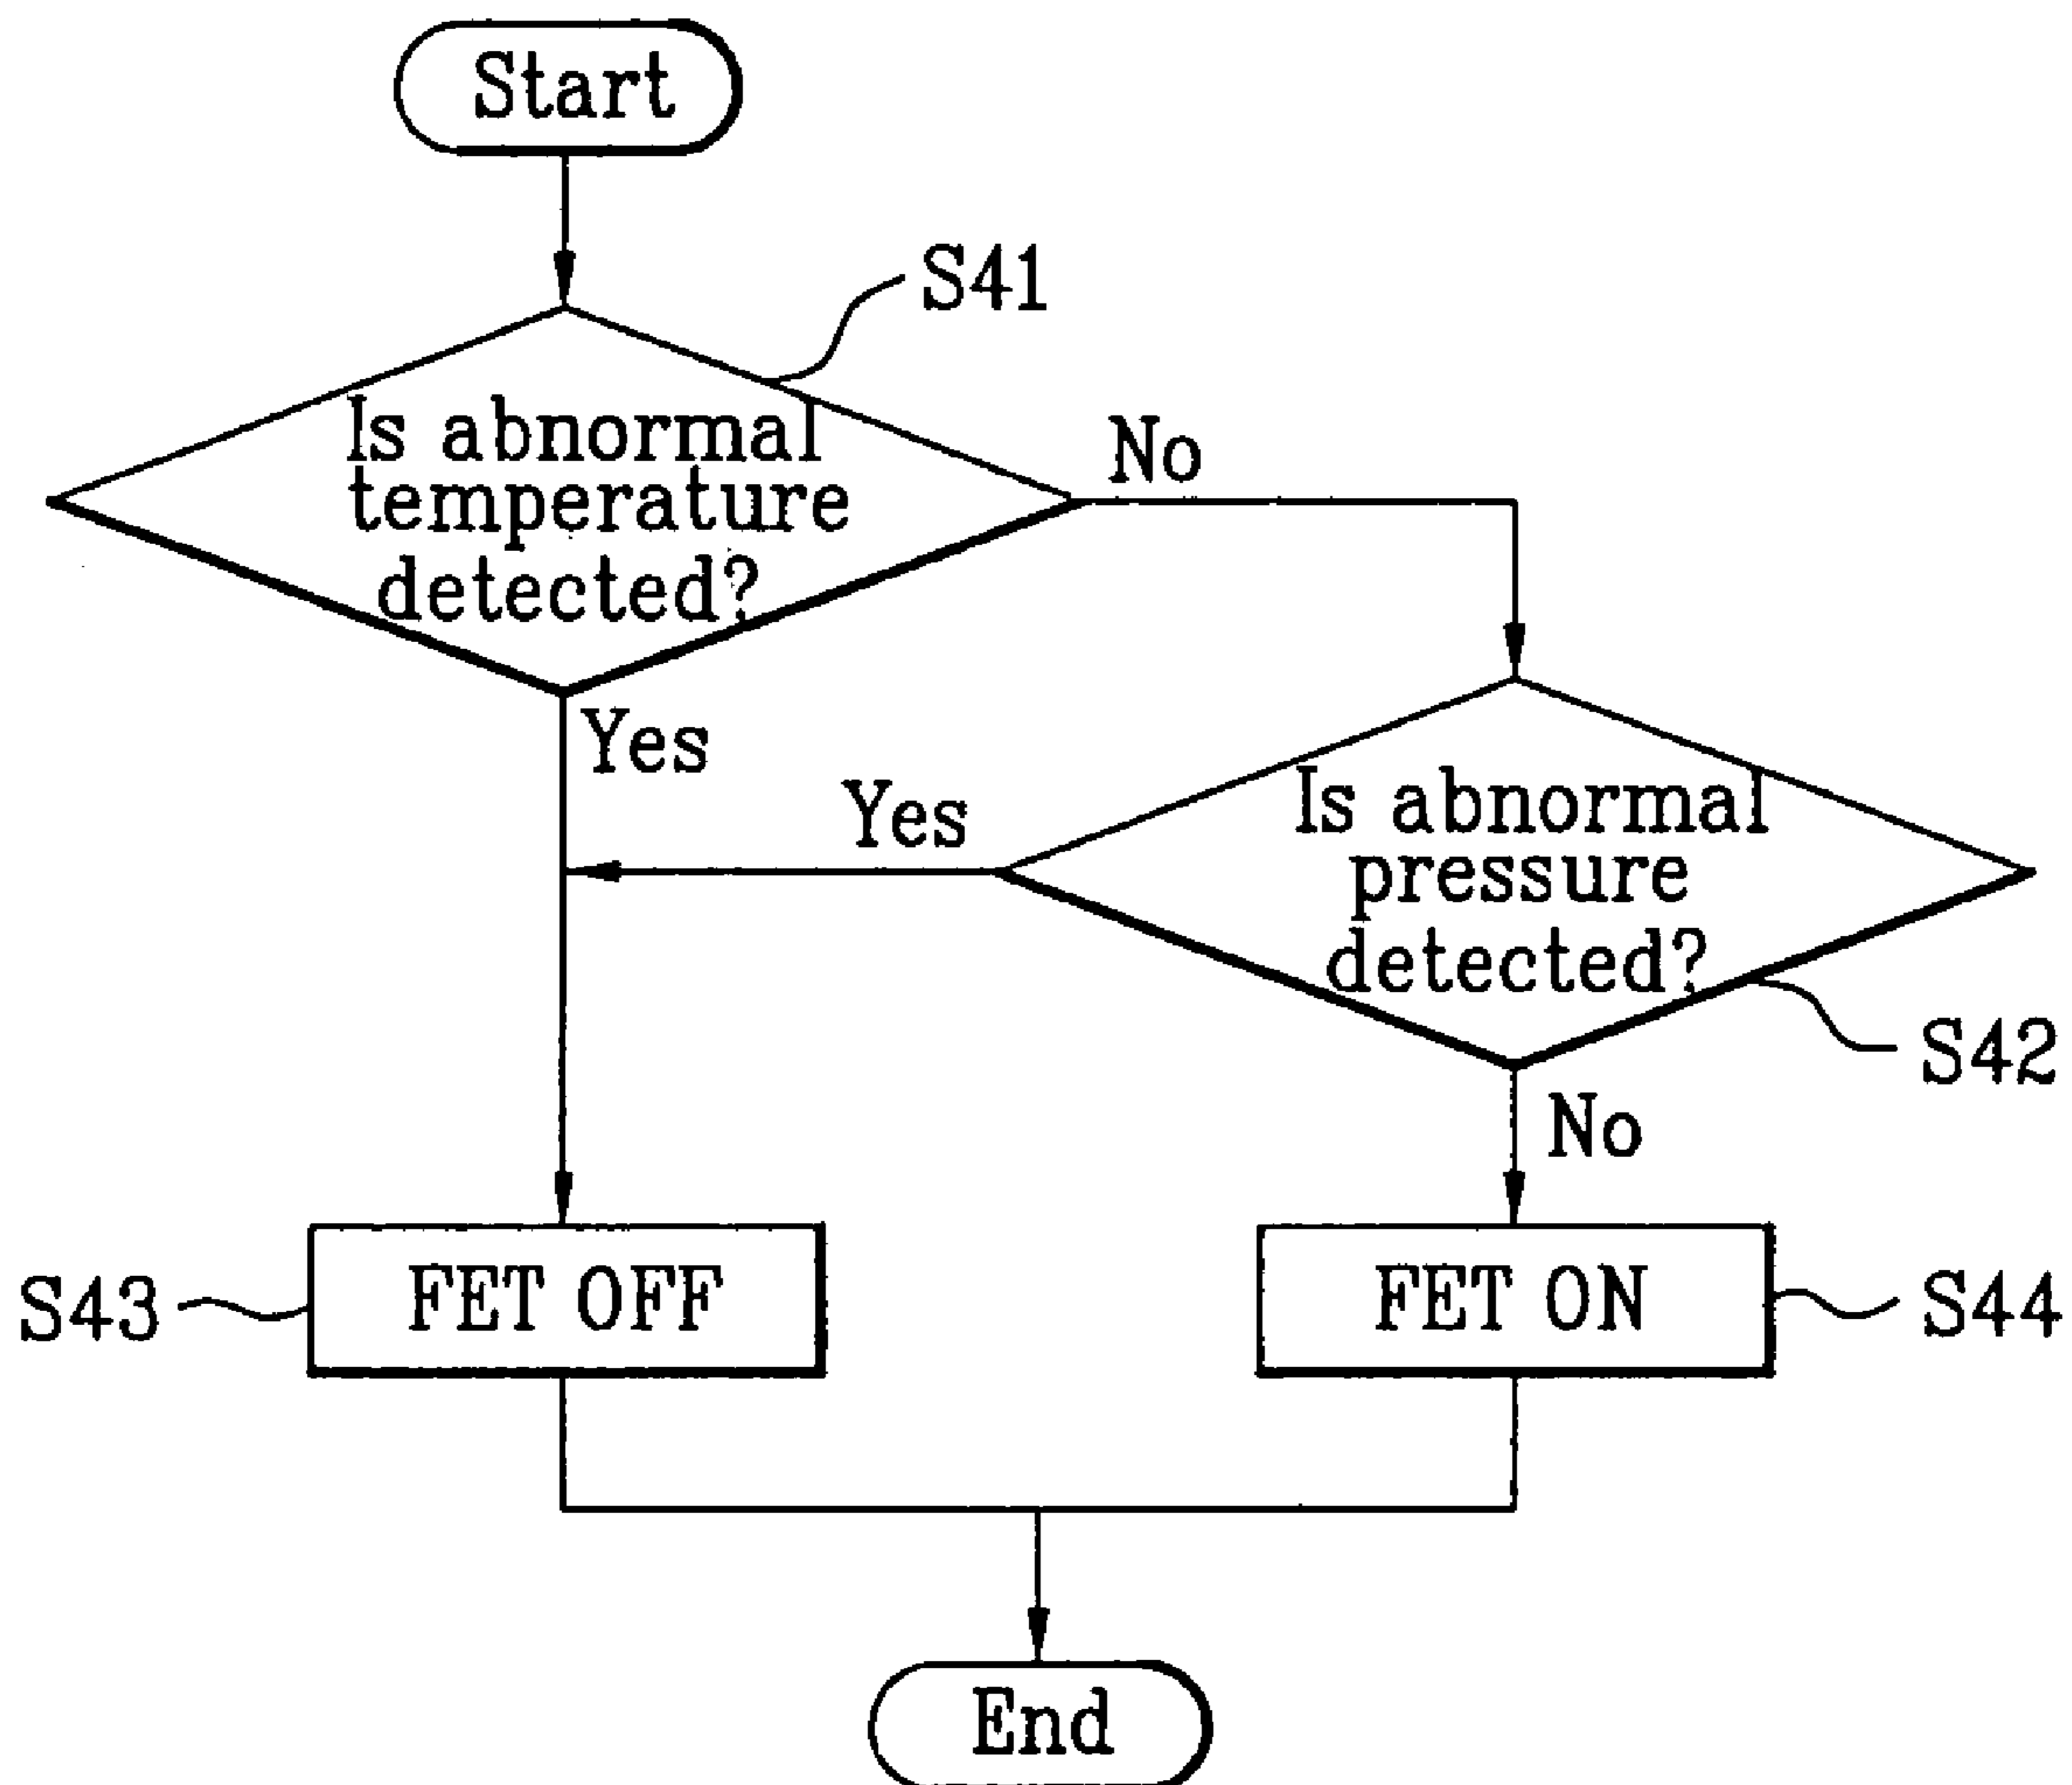 Start
S41
Is abnormal
temperature
detected?
No
Yes
Yes
Is abnormal
pressure
detected?
S42
No
S43
FET OFF
FET ON
S44
End